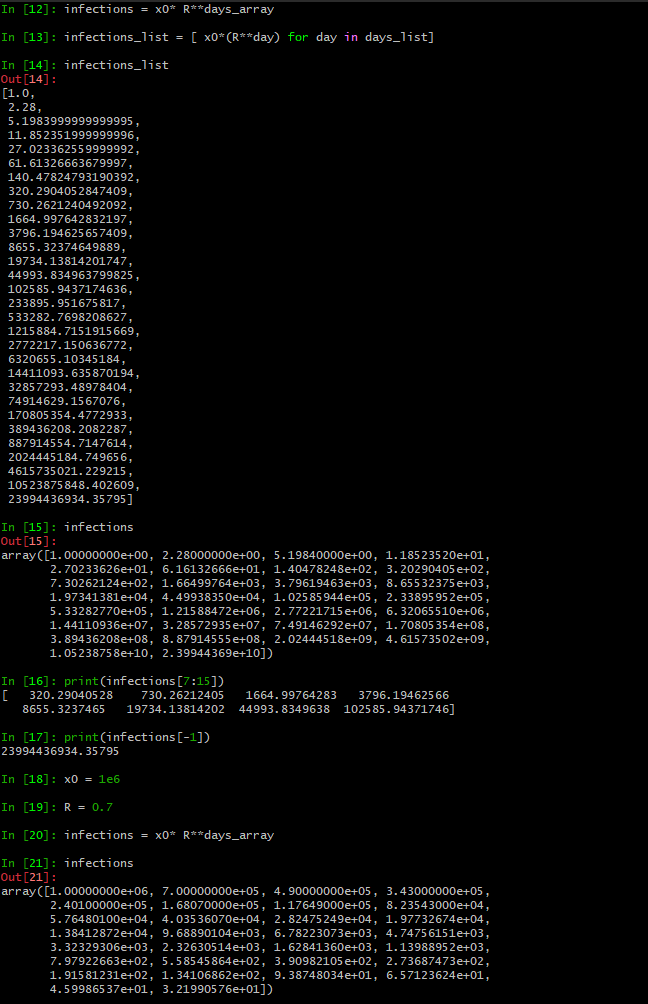 In [12]: infections = x0* R**days_array
In [13]: infections_list = [ x0*(R**day) for day in days_list]
In [14]: infections_list
Out[14]:
[1.0,
2.28,
5.1983999999999995,
11.852351999999996,
27.023362559999992,
61.61326663679997,
140.47824793190392,
320.2904052847409,
730.2621240492092,
1664.997642832197,
3796.194625657409,
8655.32374649889,
19734.13814201747,
44993.834963799825,
102585.9437174636,
233895.951675817,
533282.7698208627,
1215884.7151915669,
2772217.150636772,
6320655.10345184,
14411093.635870194,
32857293.48978404,
74914629.1567076,
170805354.4772933,
389436208.2082287,
887914554.7147614,
2024445184.749656,
4615735021.229215,
10523875848.402609,
23994436934.35795]
In [15]: infections
Out[15]:
array([1.00000000e+00, 2.28000000e+00, 5.19840000e+00, 1.18523520e+01,
2.70233626e+01, 6.16132666e+01, 1.40478248e+02, 3.20290405e+02,
7.30262124e+02, 1.66499764e+03, 3.79619463e+03, 8.65532375e+03,
1.97341381e+04, 4.49938350e+04, 1.02585944e+05, 2.33895952e+05,
5.33282770e+05, 1.21588472e+06, 2.77221715e+06, 6.32065510e+06,
1.44110936e+07, 3.28572935e+07, 7.49146292e+07, 1.70805354e+08,
3.89436208e+08, 8.87914555e+08, 2.02444518e+09, 4.61573502e+09,
1.05238758e+10, 2.39944369e+10])
In [16]: print(infections[7:15])
[ 320.29040528 730.26212405 1664.99764283 3796.19462566
8655.3237465 19734.13814202 44993.8349638 102585.94371746]
In [17]: print(infections[-1])
23994436934.35795
In [18]: x0 = 1e6
In [19]: R = 0.7
In [20]: infections = x0* R**days_array
In [21]: infections
Out[21]:
array([1.00000000e+06, 7.00000000e+05, 4.90000000e+05, 3.43000000e+05,
2.40100000e+05, 1.68070000e+05, 1.17649000e+05, 8.23543000e+04,
5.76480100e+04, 4.03536070e+04, 2.82475249e+04, 1.97732674e+04,
1.38412872e+04, 9.68890104e+03, 6.78223073e+03, 4.74756151e+03,
3.32329306e+03, 2.32630514e+03, 1.62841360e+03, 1.13988952e+03,
7.97922663e+02, 5.58545864e+02, 3.90982105e+02, 2.73687473e+02,
1.91581231e+02, 1.34106862e+02, 9.38748034e+01, 6.57123624e+01,
4.59986537e+01, 3.21990576e+01])